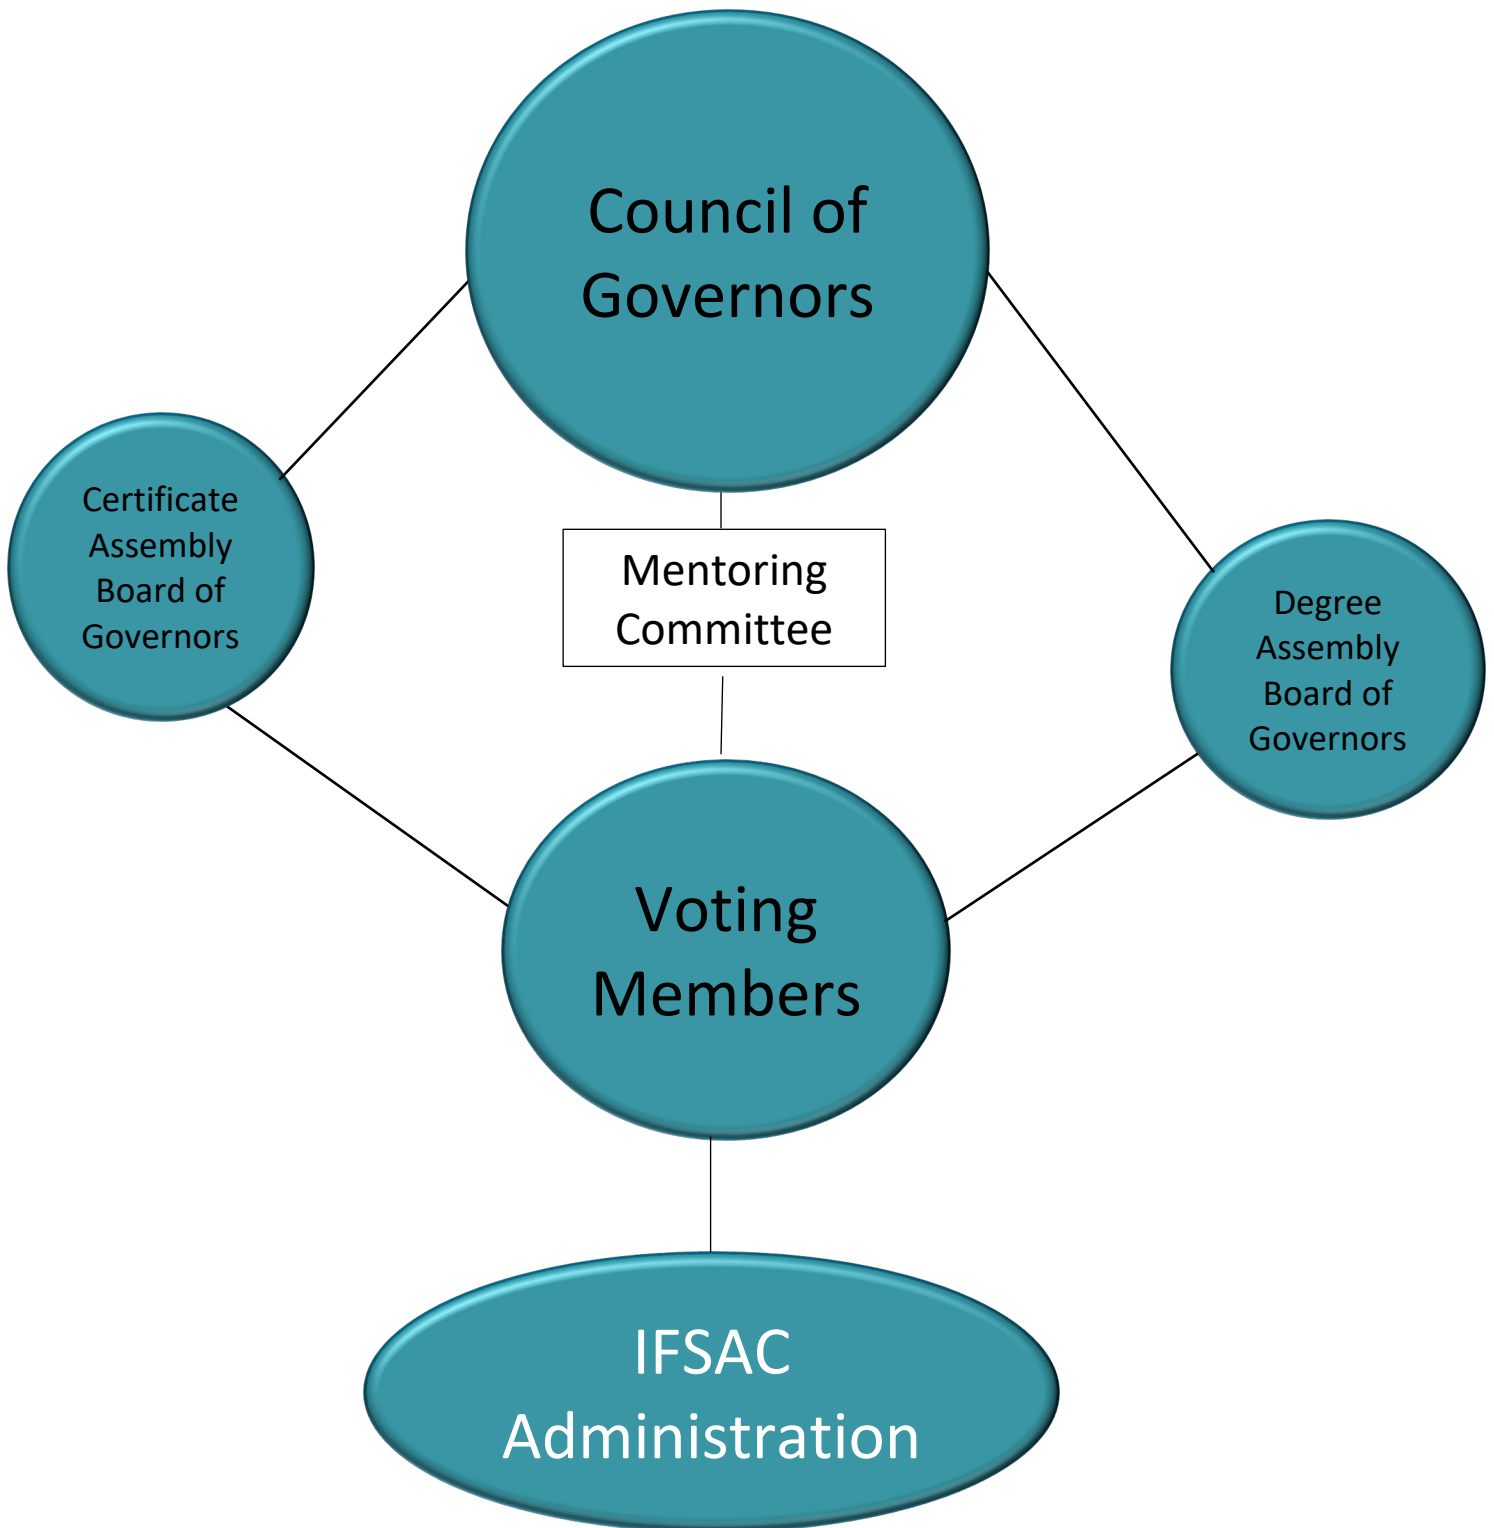 Council of
Governors
Certificate
Assembly
Board of
Governors
Mentoring
Committee
Degree
Assembly
Board of
Governors
Voting
Members
IFSAC
Administration